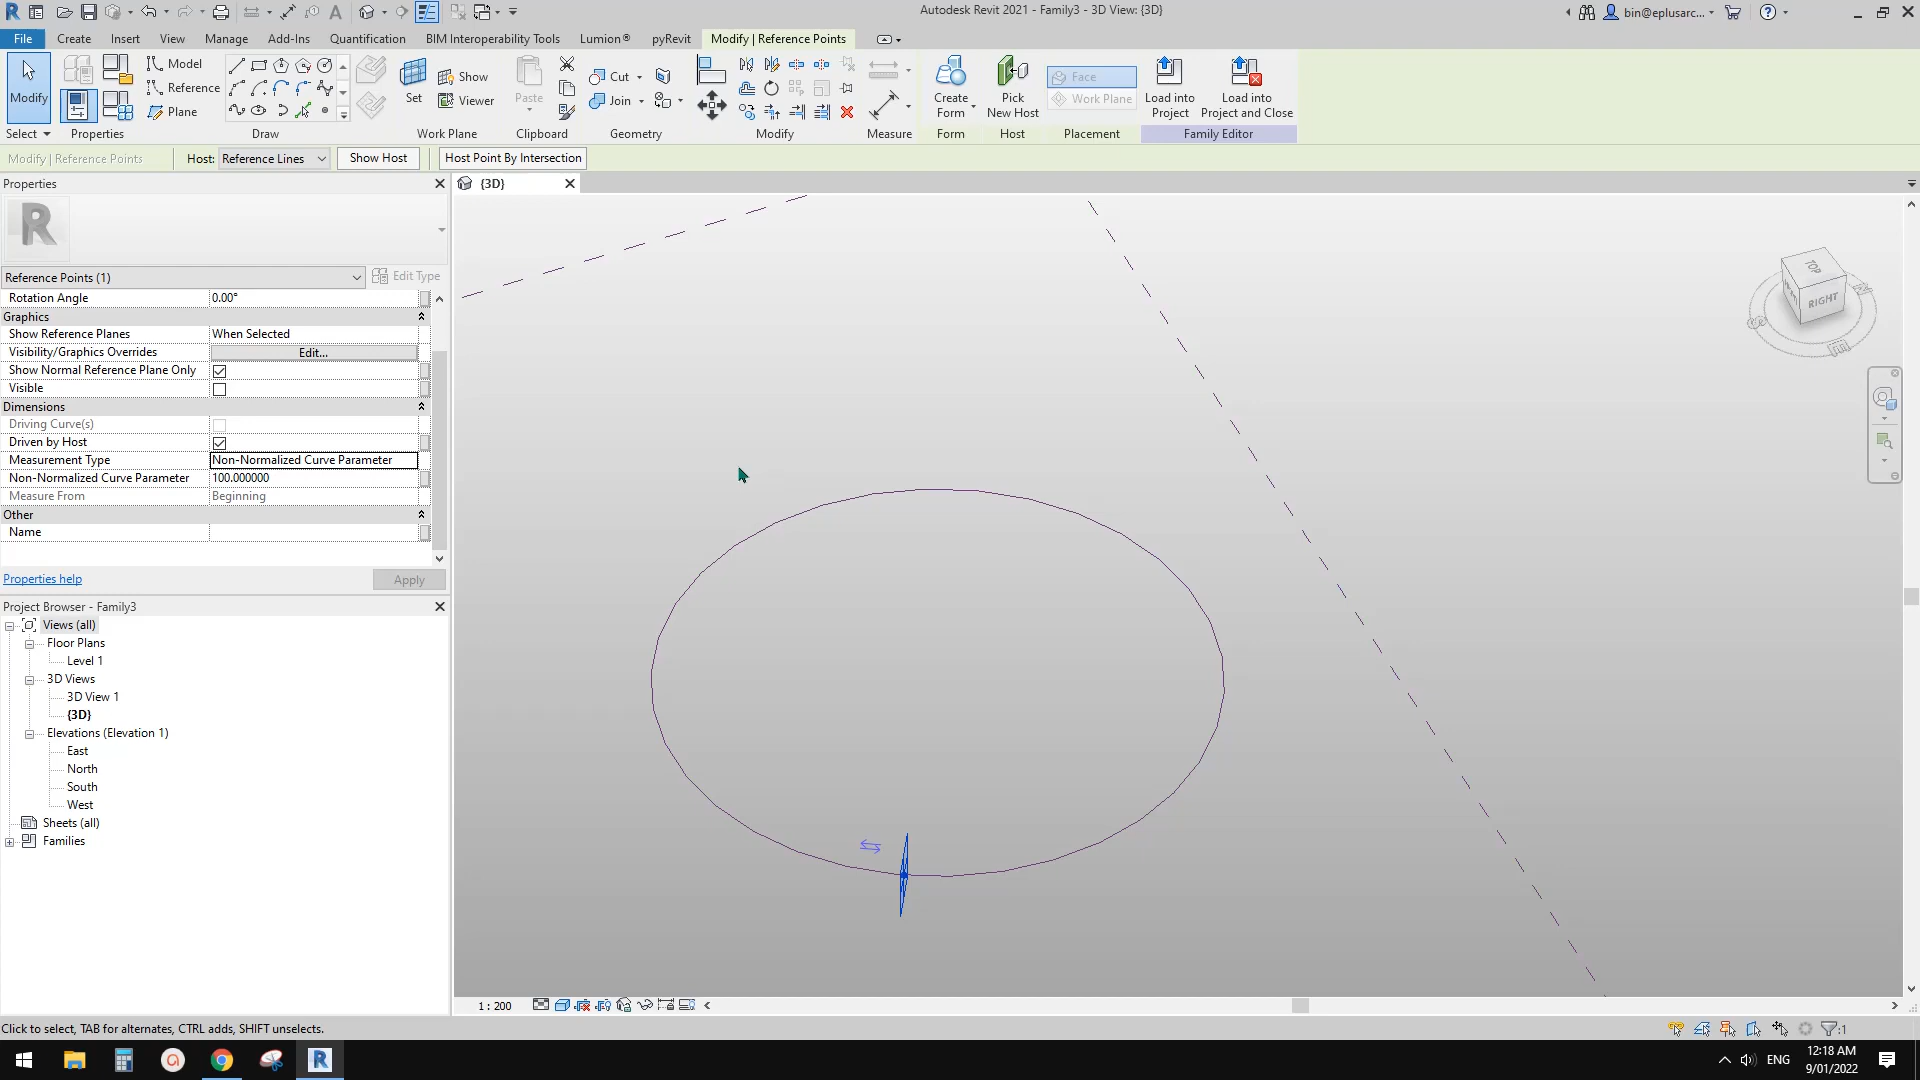 Autodesk Revit 2021 - Family3 - 3D View: {3D}
bin@eplusarc...
File Create Insert View Manage Add-Ins Quantification BIM Interoperability Tools Lumion® pyRevit Modify | Reference Points
Modify
Model
Reference
Plane
Set
Show
Viewer
Paste
Cut
Join
Create Form
Pick New Host
Face
Work Plane
Load into Project
Load into Project and Close
Select Properties Draw Work Plane Clipboard Geometry Modify Measure Form Host Placement Family Editor
Modify | Reference Points Host: Reference Lines Show Host Host Point By Intersection
Properties
{3D}
R
Reference Points (1) Edit Type
Rotation Angle 0.00°
Graphics
Show Reference Planes When Selected
Visibility/Graphics Overrides Edit...
Show Normal Reference Plane Only
Visible
Dimensions
Driving Curve(s)
Driven by Host
Measurement Type Non-Normalized Curve Parameter
Non-Normalized Curve Parameter 100.000000
Measure From Beginning
Other
Name
Properties help Apply
Project Browser - Family3
Views (all)
Floor Plans
Level 1
3D Views
3D View 1
{3D}
Elevations (Elevation 1)
East
North
South
West
Sheets (all)
Families
TOP
RIGHT
S
E
1 : 200
Click to select, TAB for alternates, CTRL adds, SHIFT unselects.
:1
ENG
12:18 AM
9/01/2022